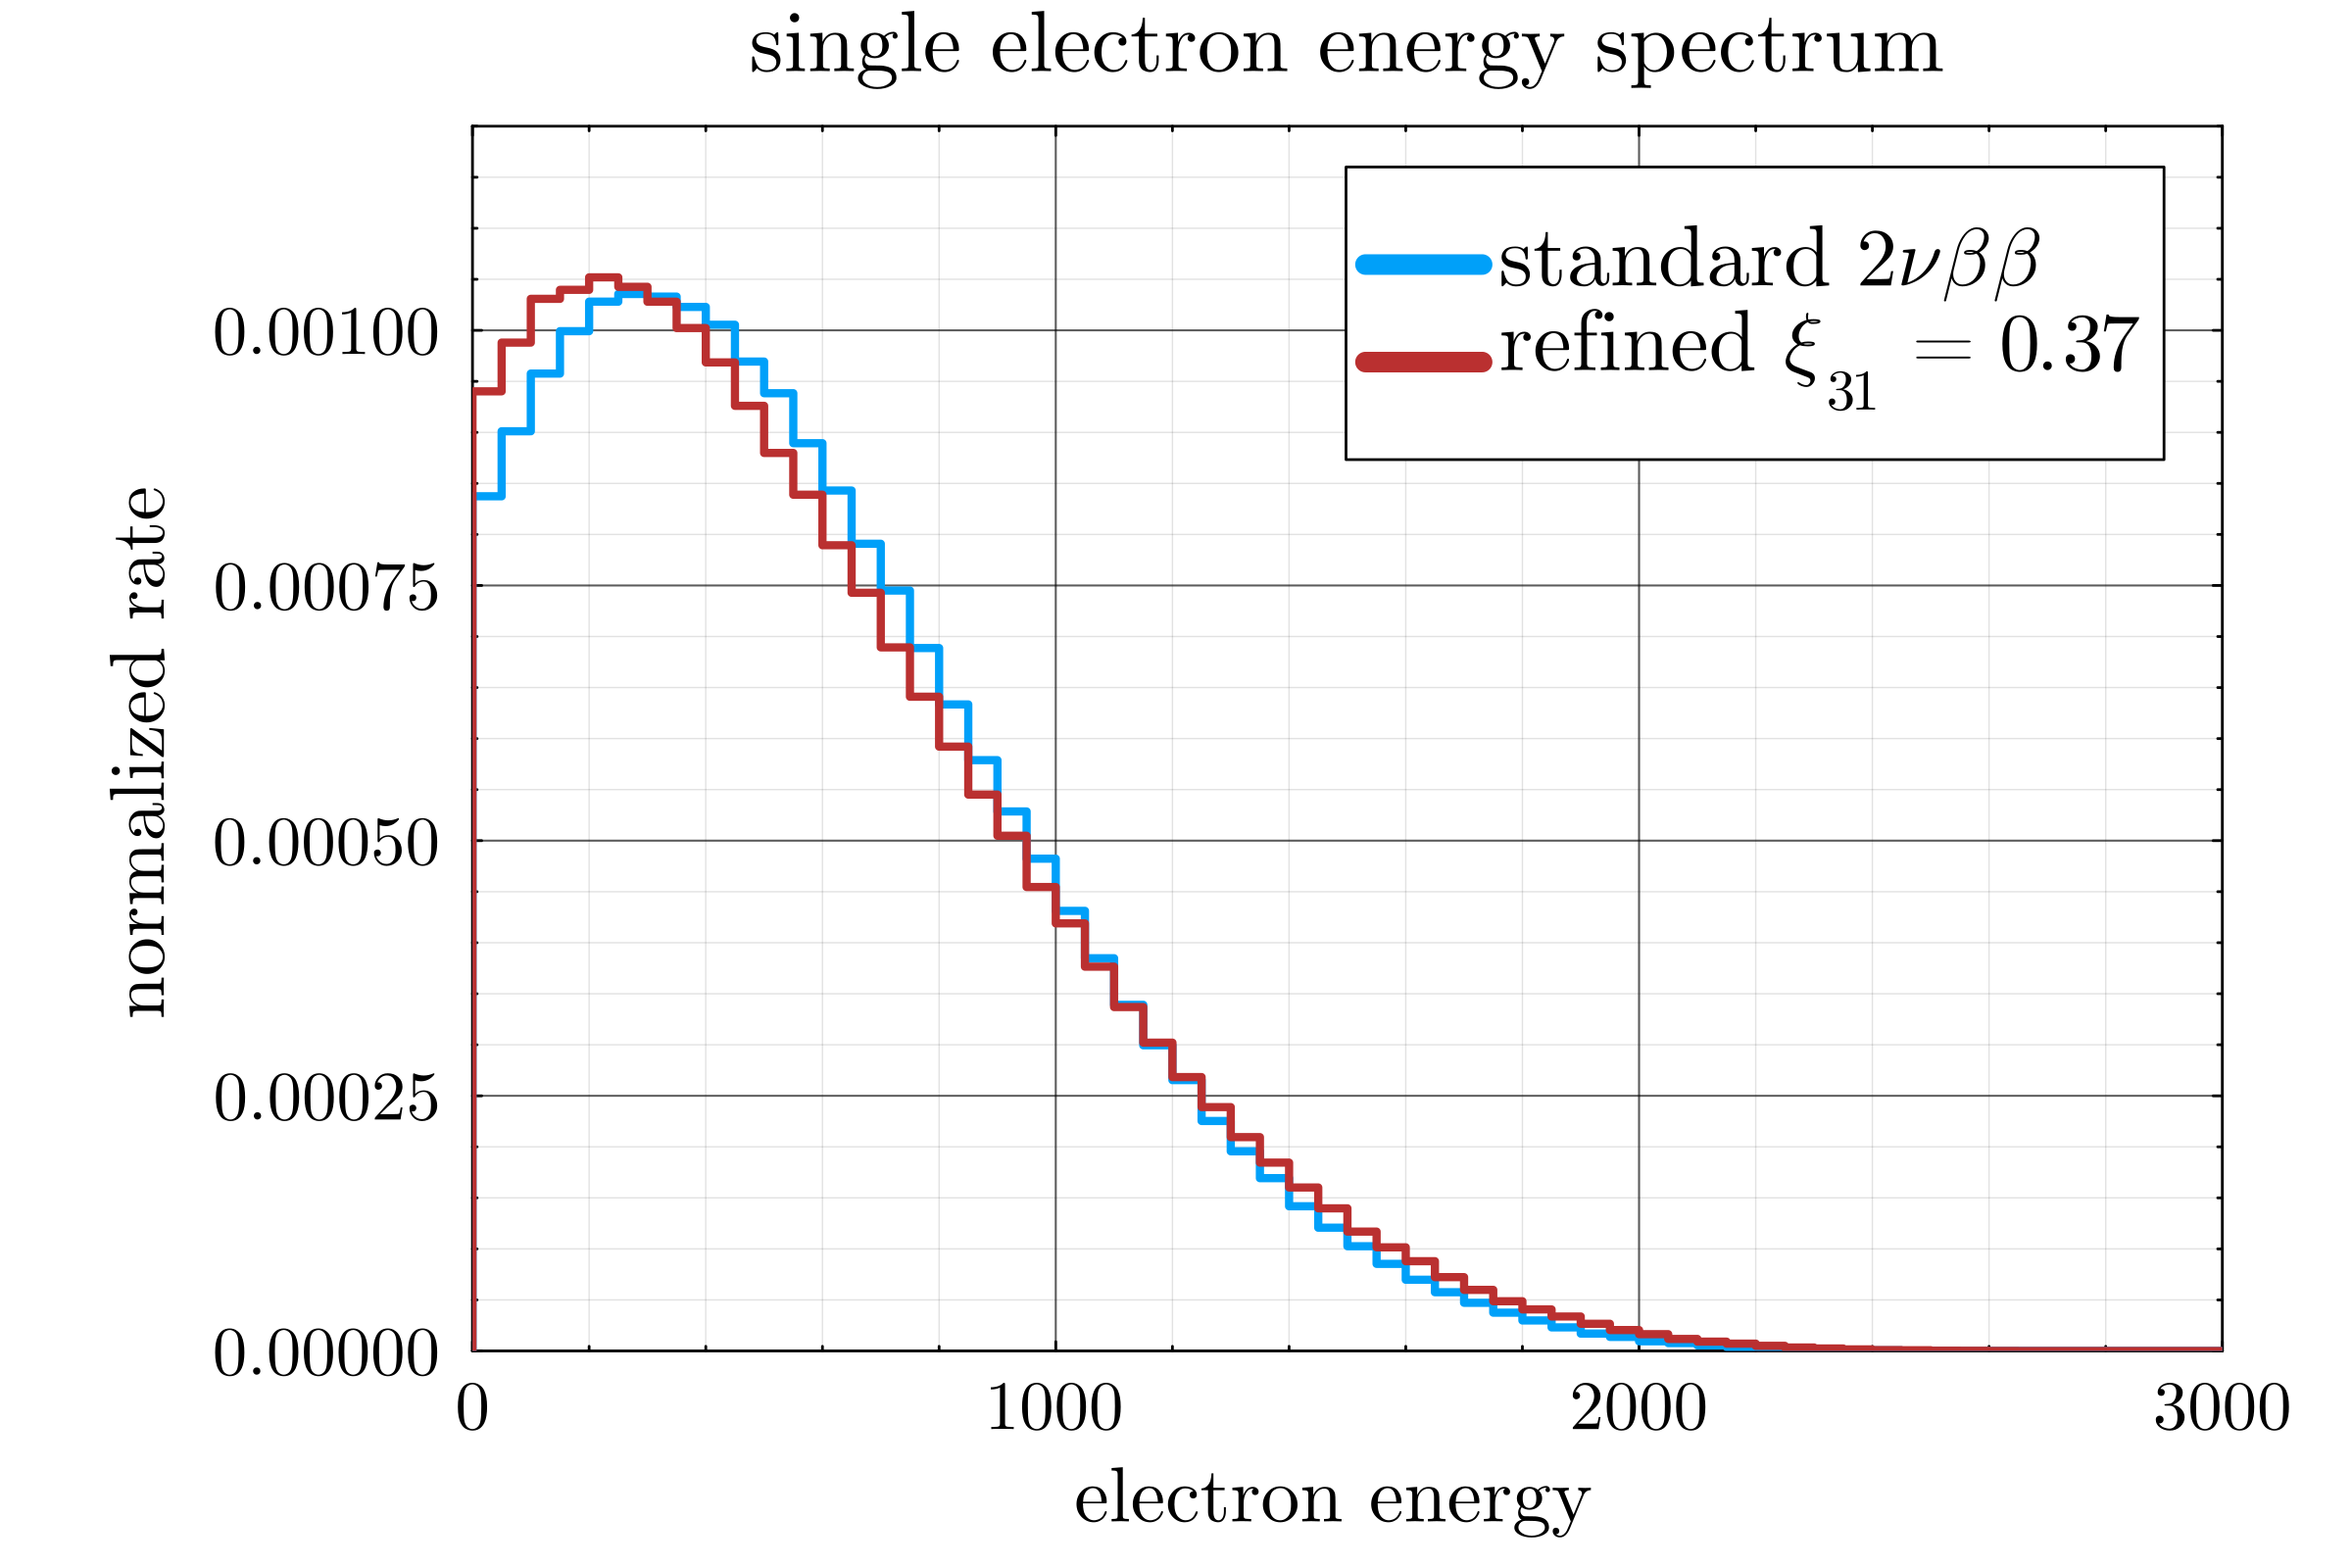 single electron energy spectrum
standard 2νββ
refined ξ₃₁ = 0.37
normalized rate
0.00100
0.00075
0.00050
0.00025
0.00000
0 1000 2000 3000
electron energy